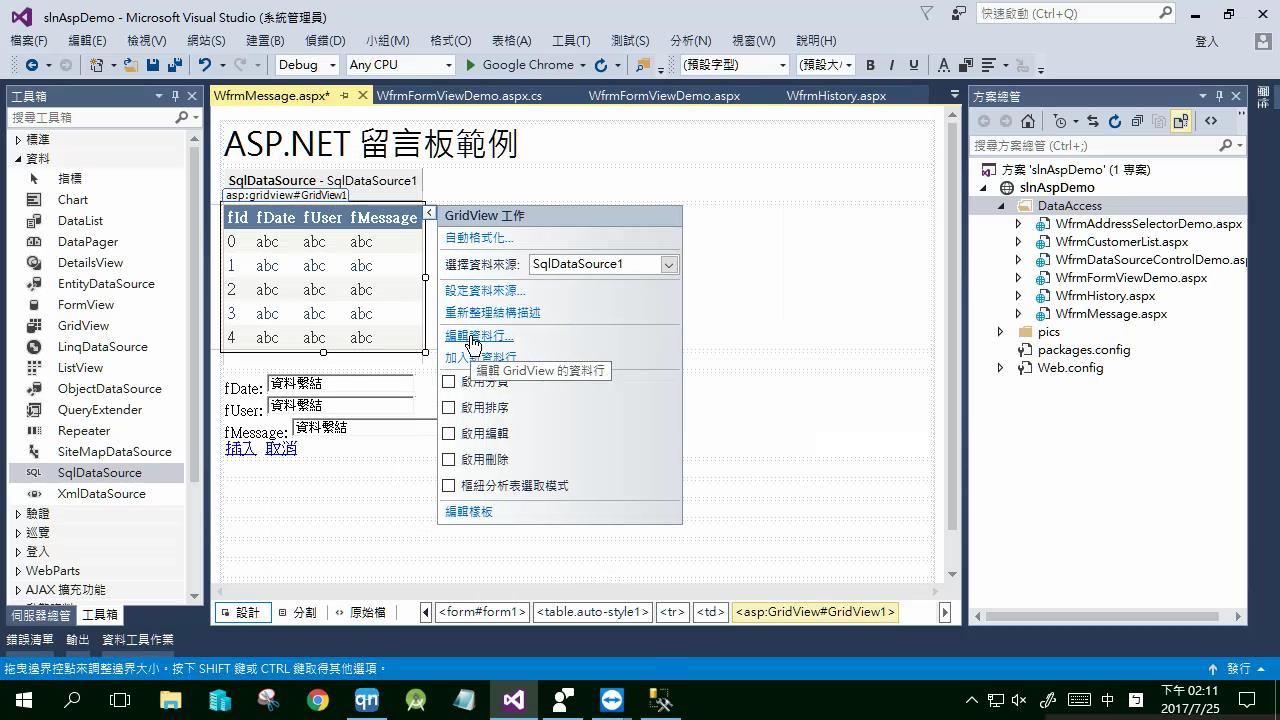 slnAspDemo - Microsoft Visual Studio (系統管理員)
快速啟動 (Ctrl+Q)
檔案(F) 編輯(E) 檢視(V) 網站(S) 建置(B) 偵錯(D) 小組(M) 格式(O) 表格(A) 工具(T) 測試(S) 分析(N) 視窗(W) 說明(H) 登入
Debug Any CPU Google Chrome (預設字型) (預設大 B I U A
工具箱
搜尋工具箱
標準
資料
指標
Chart
DataList
DataPager
DetailsView
EntityDataSource
FormView
GridView
LinqDataSource
ListView
ObjectDataSource
QueryExtender
Repeater
SiteMapDataSource
SQL SqlDataSource
XmlDataSource
驗證
巡覽
登入
WebParts
AJAX 擴充功能
伺服器總管 工具箱
WfrmMessage.aspx* WfrmFormViewDemo.aspx.cs WfrmFormViewDemo.aspx WfrmHistory.aspx
ASP.NET 留言板範例
SqlDataSource - SqlDataSource1
asp:gridview#GridView1
fId fDate fUser fMessage
0 abc abc abc
1 abc abc abc
2 abc abc abc
3 abc abc abc
4 abc abc abc
fDate: 資料繫結
fUser: 資料繫結
fMessage: 資料繫結
插入 取消
GridView 工作
自動格式化...
選擇資料來源: SqlDataSource1
設定資料來源...
重新整理結構描述
編輯資料行...
加入新資料行
編輯 GridView 的資料行
啟用分頁
啟用排序
啟用編輯
啟用刪除
樞紐分析表選取模式
編輯樣板
設計 分割 原始檔 <form#form1> <table.auto-style1> <tr> <td> <asp:GridView#GridView1>
方案總管
搜尋方案總管 (Ctrl+;)
方案 'slnAspDemo' (1 專案)
slnAspDemo
DataAccess
WfrmAddressSelectorDemo.aspx
WfrmCustomerList.aspx
WfrmDataSourceControlDemo.asp
WfrmFormViewDemo.aspx
WfrmHistory.aspx
WfrmMessage.aspx
pics
packages.config
Web.config
錯誤清單 輸出 資料工具作業
拖曳邊界控點來調整邊界大小。按下 SHIFT 鍵或 CTRL 鍵取得其他選項。
發行
qn
中
下午 02:11
2017/7/25